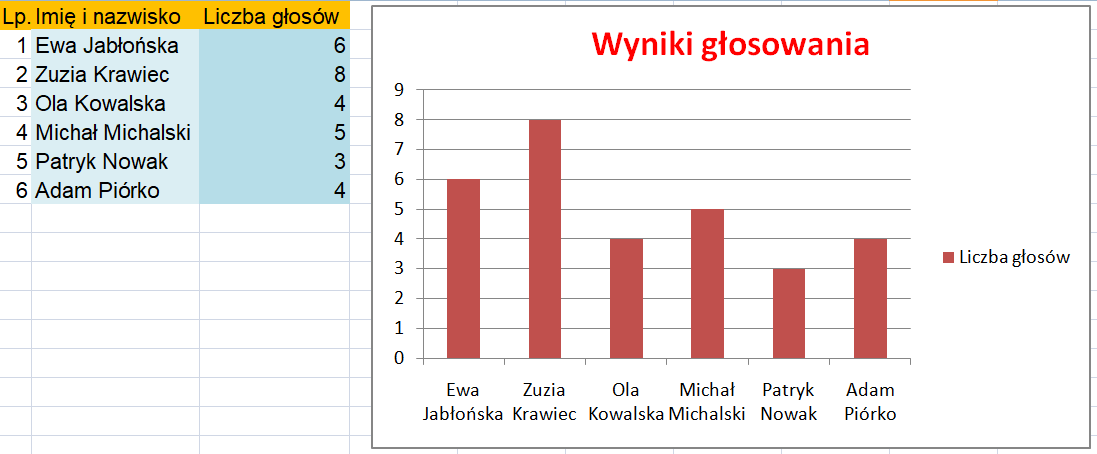 Lp. Imię i nazwisko Liczba głosów
1 Ewa Jabłońska 6
2 Zuzia Krawiec 8
3 Ola Kowalska 4
4 Michał Michalski 5
5 Patryk Nowak 3
6 Adam Piórko 4
Wyniki głosowania
9
8
7
6
5
4
3
2
1
0
Ewa Jabłońska
Zuzia Krawiec
Ola Kowalska
Michał Michalski
Patryk Nowak
Adam Piórko
Liczba głosów